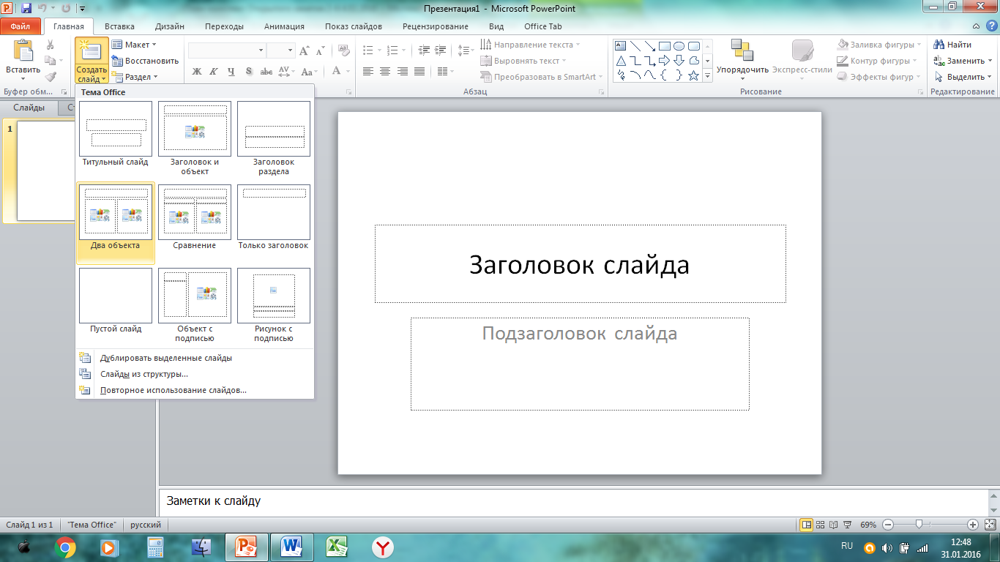 Презентация1 - Microsoft PowerPoint
Файл Главная Вставка Дизайн Переходы Анимация Показ слайдов Рецензирование Вид Office Tab
Вставить
Создать слайд
Макет
Восстановить
Раздел
Ж К Ч S abc AV Aa A
Направление текста
Выровнять текст
Преобразовать в SmartArt
Упорядочить
Экспресс-стили
Заливка фигуры
Контур фигуры
Эффекты фигур
Найти
Заменить
Выделить
Буфер обм... Абзац Рисование Редактирование
Слайды
1
Тема Office
Титульный слайд
Заголовок и объект
Заголовок раздела
Два объекта
Сравнение
Только заголовок
Пустой слайд
Объект с подписью
Рисунок с подписью
Дублировать выделенные слайды
Слайды из структуры...
Повторное использование слайдов...
Заголовок слайда
Подзаголовок слайда
Заметки к слайду
Слайд 1 из 1 "Тема Office" русский 69%
RU 12:48
31.01.2016